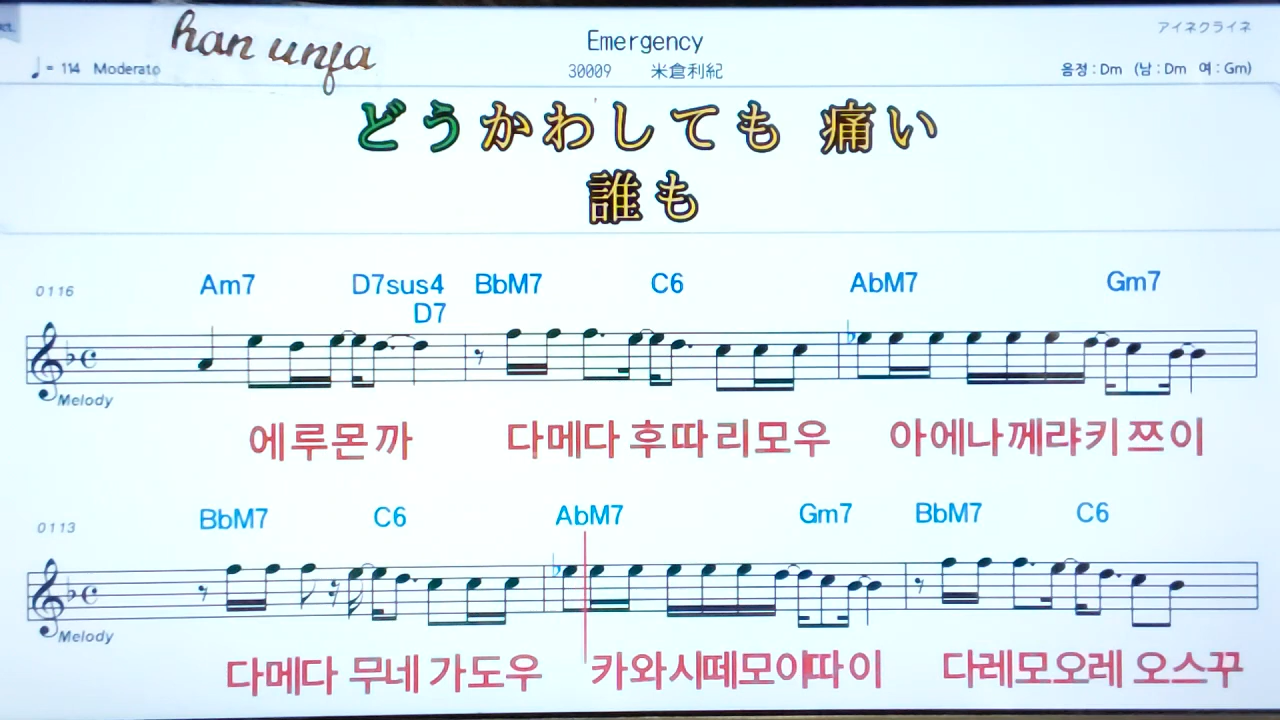 han unja
Emergency
アイネクライネ
♩= 114 Moderato
30009 米倉利紀
음정 : Dm (남 : Dm 여 : Gm)
どうかわしても 痛い
誰も
0116
Am7 D7sus4 BbM7 C6 AbM7 Gm7
D7
Melody
에루몬까 다메다 후따리모우 아에나께랴키쯔이
0113
BbM7 C6 AbM7 Gm7 BbM7 C6
Melody
다메다 무네가도우 카와시떼모이따이 다레모오레 오스꾸